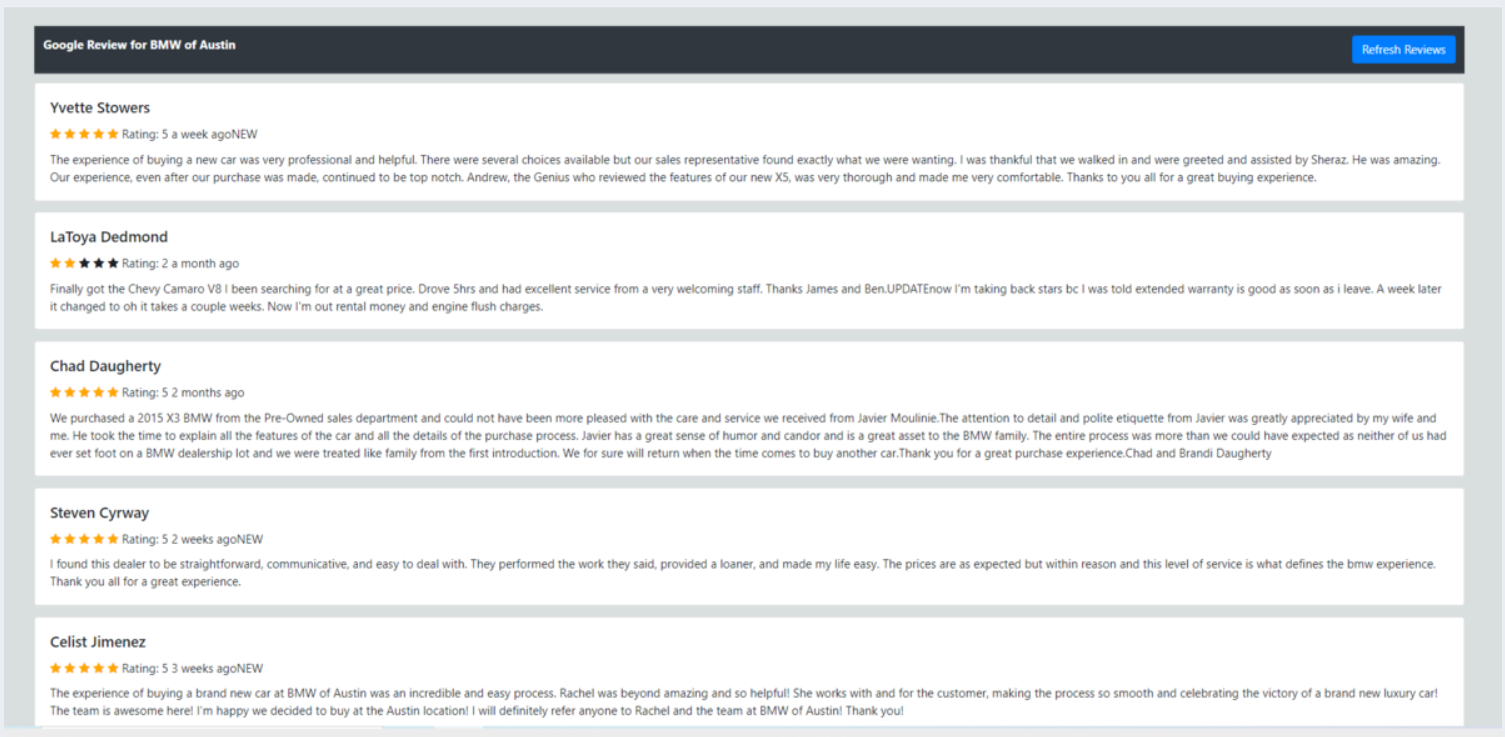 Google Review for BMW of Austin
Refresh Reviews
Yvette Stowers
Rating: 5 a week agoNEW
The experience of buying a new car was very professional and helpful. There were several choices available but our sales representative found exactly what we were wanting. I was thankful that we walked in and were greeted and assisted by Sheraz. He was amazing.
Our experience, even after our purchase was made, continued to be top notch. Andrew, the Genius who reviewed the features of our new X5, was very thorough and made me very comfortable. Thanks to you all for a great buying experience.
LaToya Dedmond
Rating: 2 a month ago
Finally got the Chevy Camaro V8 I been searching for at a great price. Drove 5hrs and had excellent service from a very welcoming staff. Thanks James and Ben.UPDATEnow I'm taking back stars bc I was told extended warranty is good as soon as i leave. A week later
it changed to oh it takes a couple weeks. Now I'm out rental money and engine flush charges.
Chad Daugherty
Rating: 5 2 months ago
We purchased a 2015 X3 BMW from the Pre-Owned sales department and could not have been more pleased with the care and service we received from Javier Moulinie.The attention to detail and polite etiquette from Javier was greatly appreciated by my wife and
me. He took the time to explain all the features of the car and all the details of the purchase process. Javier has a great sense of humor and candor and is a great asset to the BMW family. The entire process was more than we could have expected as neither of us had
ever set foot on a BMW dealership lot and we were treated like family from the first introduction. We for sure will return when the time comes to buy another car.Thank you for a great purchase experience.Chad and Brandi Daugherty
Steven Cyrway
Rating: 5 2 weeks agoNEW
I found this dealer to be straightforward, communicative, and easy to deal with. They performed the work they said, provided a loaner, and made my life easy. The prices are as expected but within reason and this level of service is what defines the bmw experience.
Thank you all for a great experience.
Celist Jimenez
Rating: 5 3 weeks agoNEW
The experience of buying a brand new car at BMW of Austin was an incredible and easy process. Rachel was beyond amazing and so helpful! She works with and for the customer, making the process so smooth and celebrating the victory of a brand new luxury car!
The team is awesome here! I'm happy we decided to buy at the Austin location! I will definitely refer anyone to Rachel and the team at BMW of Austin! Thank you!